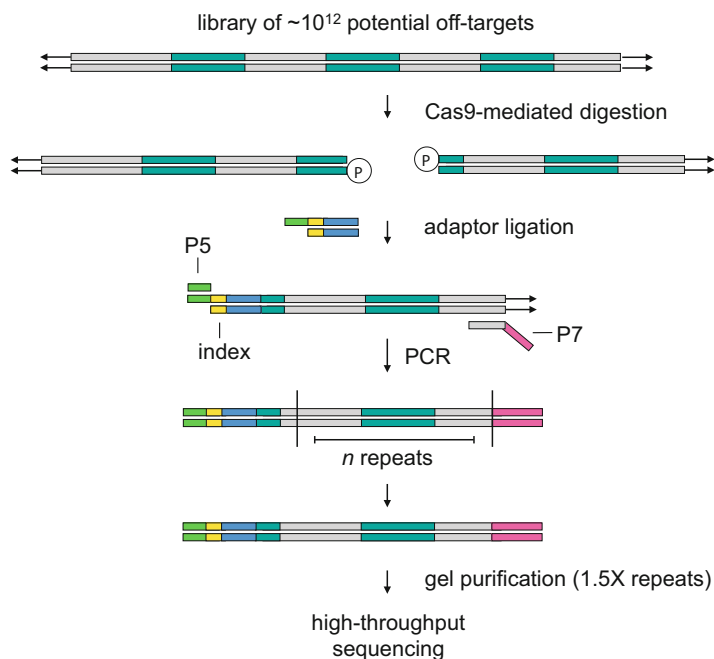 library of ~10¹² potential off-targets
Cas9-mediated digestion
P
P
adaptor ligation
P5
index
P7
PCR
n repeats
gel purification (1.5X repeats)
high-throughput
sequencing